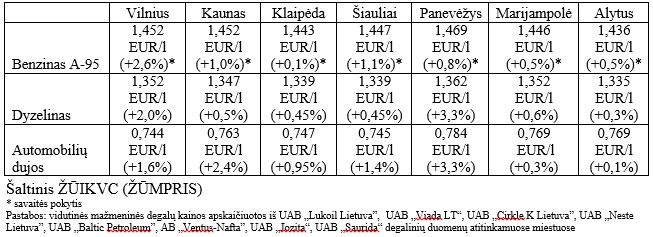 Vilnius Kaunas Klaipėda Šiauliai Panevėžys Marijampolė Alytus
1,452 1,452 1,443 1,447 1,469 1,446 1,436
EUR/l EUR/l EUR/l EUR/l EUR/l EUR/l EUR/l
Benzinas A-95 (+2,6%)* (+1,0%)* (+0,1%)* (+1,1%)* (+0,8%)* (+0,5%)* (+0,5%)*
1,352 1,347 1,339 1,339 1,362 1,352 1,335
EUR/l EUR/l EUR/l EUR/l EUR/l EUR/l EUR/l
Dyzelinas (+2,0%) (+0,5%) (+0,45%) (+0,45%) (+3,3%) (+0,6%) (+0,3%)
0,744 0,763 0,747 0,745 0,784 0,769 0,769
Automobilių EUR/l EUR/l EUR/l EUR/l EUR/l EUR/l EUR/l
dujos (+1,6%) (+2,4%) (+0,95%) (+1,4%) (+3,3%) (+0,3%) (+0,1%)
Šaltinis ŽŪIKVC (ŽŪMPRIS)
* savaitės pokytis
Pastabos: vidutinės mažmeninės degalų kainos apskaičiuotos iš UAB „Lukoil Lietuva”, UAB „Viada LT“, UAB „Cirkle K Lietuva”, UAB „Neste
Lietuva”, UAB „Baltic Petroleum”, AB „Ventus-Nafta”, UAB „Jozita”, UAB „Saurida” degalinių duomenų atitinkamuose miestuose